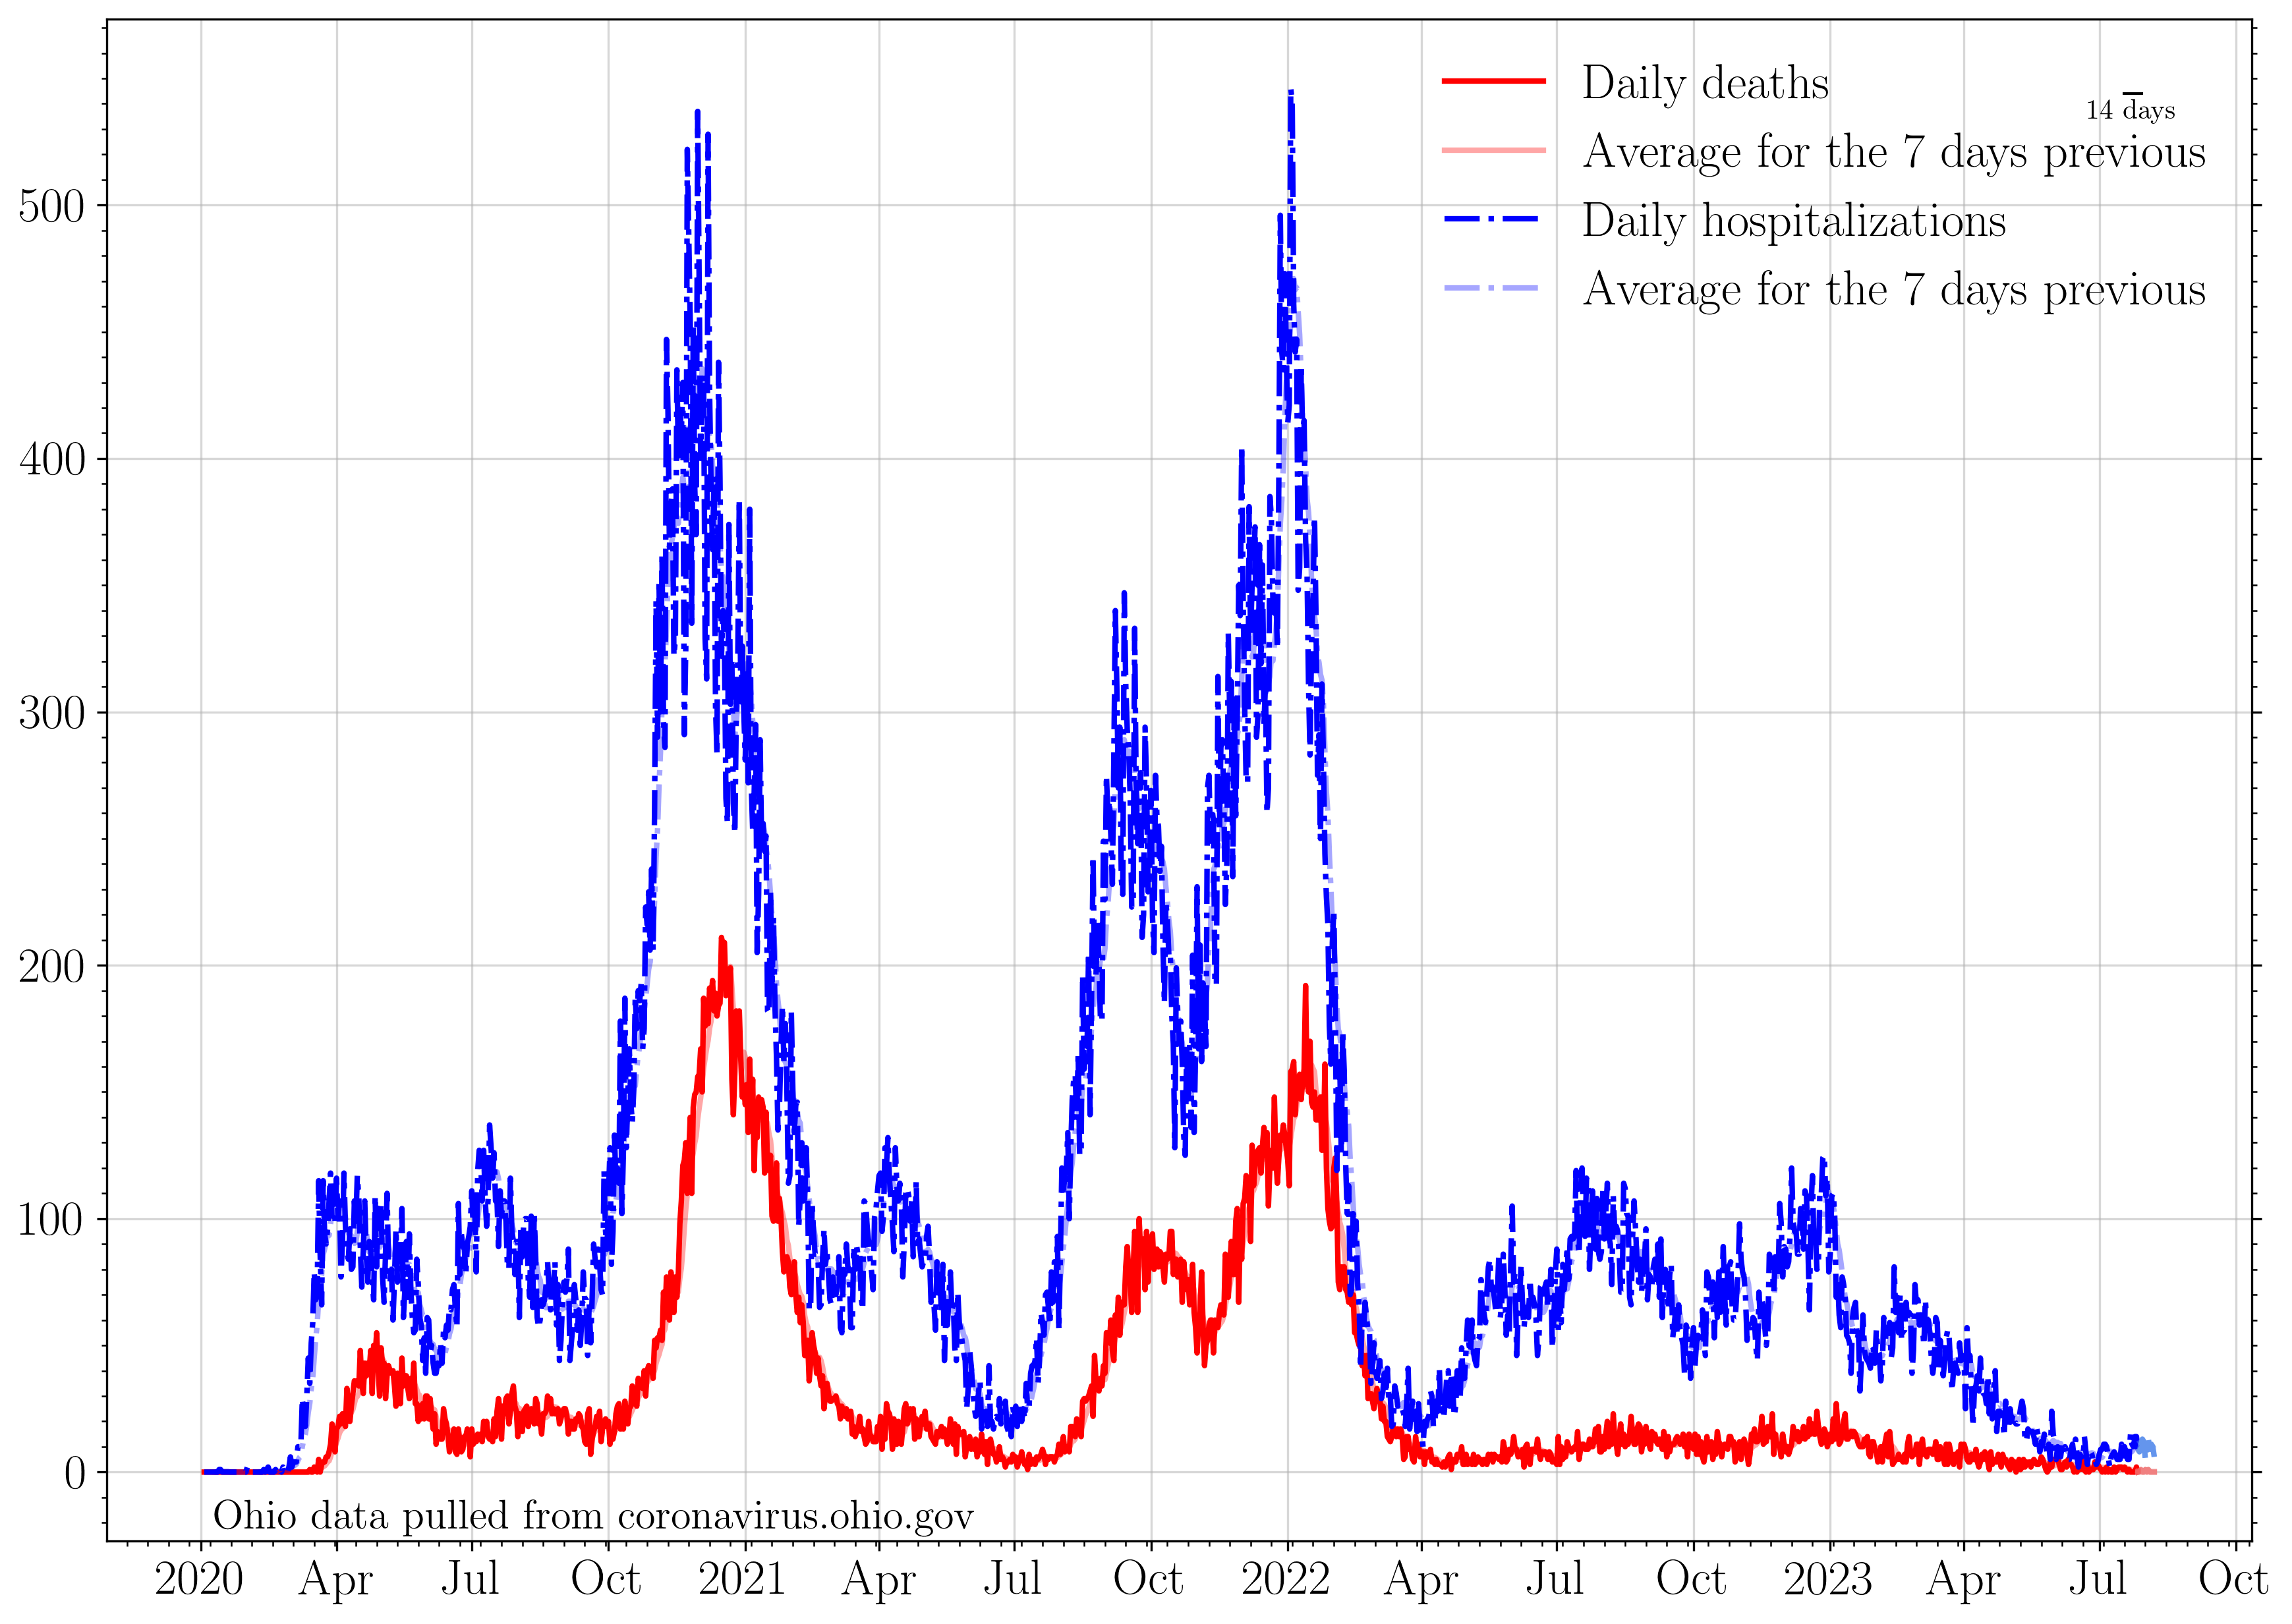 Daily deaths
14 days
Average for the 7 days previous
Daily hospitalizations
Average for the 7 days previous
500
400
300
200
100
0
Ohio data pulled from coronavirus.ohio.gov
2020 Apr Jul Oct 2021 Apr Jul Oct 2022 Apr Jul Oct 2023 Apr Jul Oct